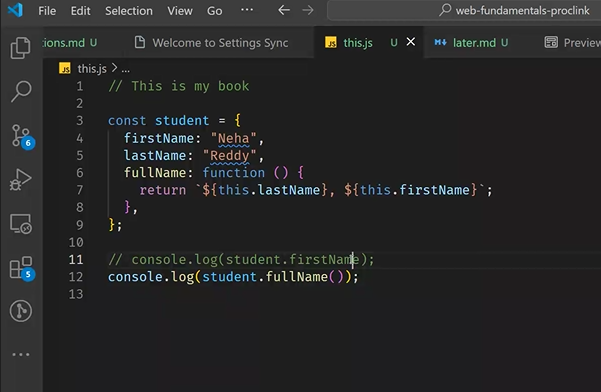 File Edit Selection View Go ... web-fundamentals-proclink
tions.md U Welcome to Settings Sync JS this.js U later.md U Preview
JS this.js > ...
1 // This is my book
2
3 const student = {
4 firstName: "Neha",
5 lastName: "Reddy",
6 fullName: function () {
7 return `${this.lastName}, ${this.firstName}`;
8 },
9 };
10
11 // console.log(student.firstName);
12 console.log(student.fullName());
13
6
5